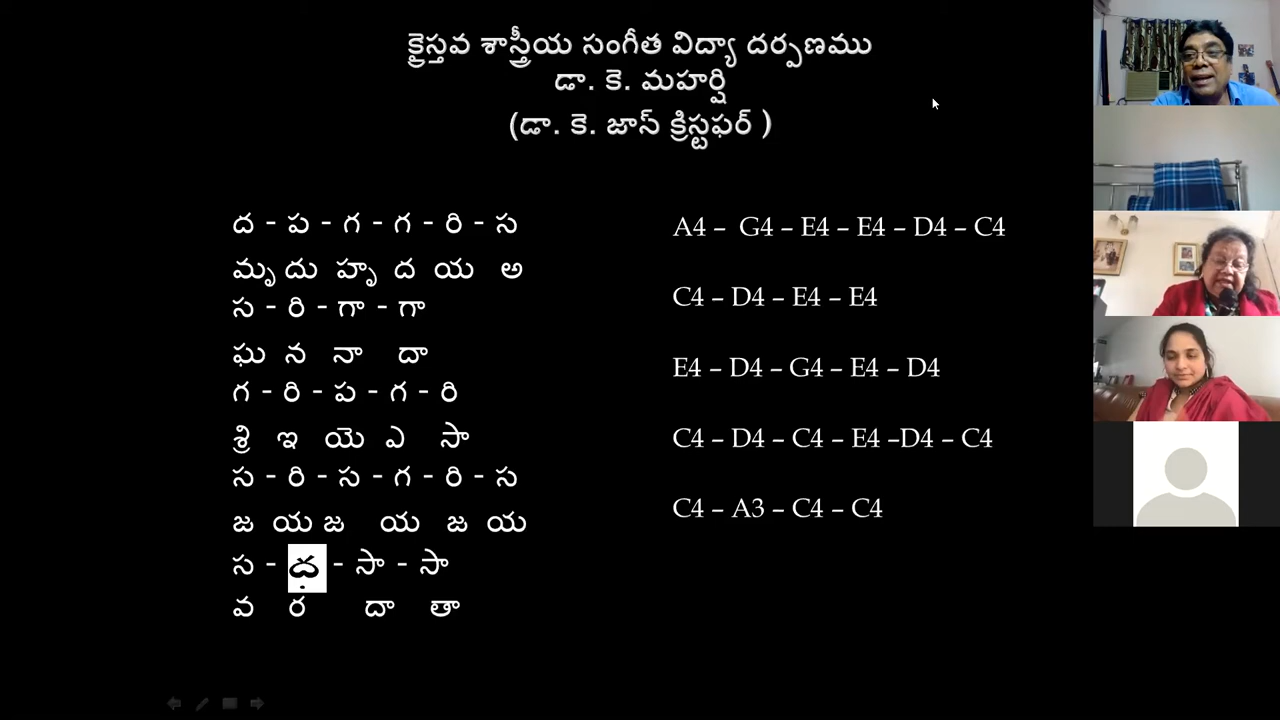 క్రైస్తవ శాస్త్రీయ సంగీత విద్యా దర్పణము
డా. కె. మహర్షి
(డా. కె. జాస్ క్రిస్టఫర్ )
ద - ప - గ - గ - రి - స
మృ దు హృ ద య అ
స - రి - గా - గా
ఘ న నా దా
గ - రి - ప - గ - రి
శ్రి ఇ యె ఎ సా
స - రి - స - గ - రి - స
జ య జ య జ య
స - ద़ - సా - సా
వ ర దా తా
A4 – G4 – E4 – E4 – D4 – C4
C4 – D4 – E4 – E4
E4 – D4 – G4 – E4 – D4
C4 – D4 – C4 – E4 –D4 – C4
C4 – A3 – C4 – C4